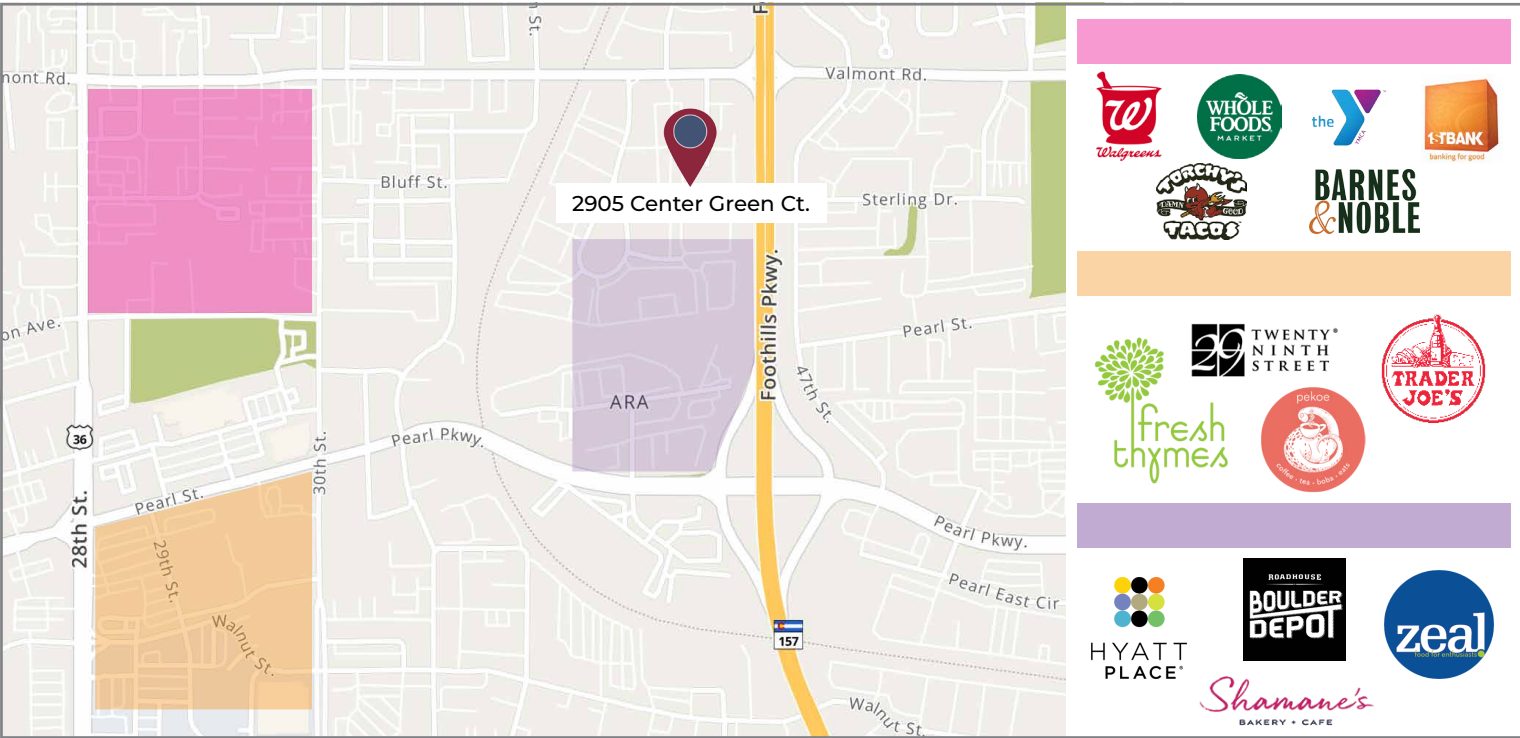 St.
F
mont Rd.
Valmont Rd.
Bluff St.
2905 Center Green Ct.
Sterling Dr.
on Ave.
Foothills Pkwy.
Pearl St.
47th St.
ARA
36
30th St.
Pearl Pkwy.
28th St.
Pearl St.
29th St.
Pearl Pkwy.
Pearl East Cir
Walnut St.
157
Walnut St.
W
Walgreens
WHOLE
FOODS
MARKET
the Y
YMCA
1STBANK
banking for good
TORCHY'S
DAMN GOOD
TACOS
BARNES
&NOBLE
fresh
thymes
29
TWENTY®
NINTH
STREET
pekoe
coffee · tea · boba · eats
TRADER
JOE'S
HYATT
PLACE®
ROADHOUSE
BOULDER
DEPOT
zeal
food for enthusiasts
Shamane's
BAKERY + CAFE